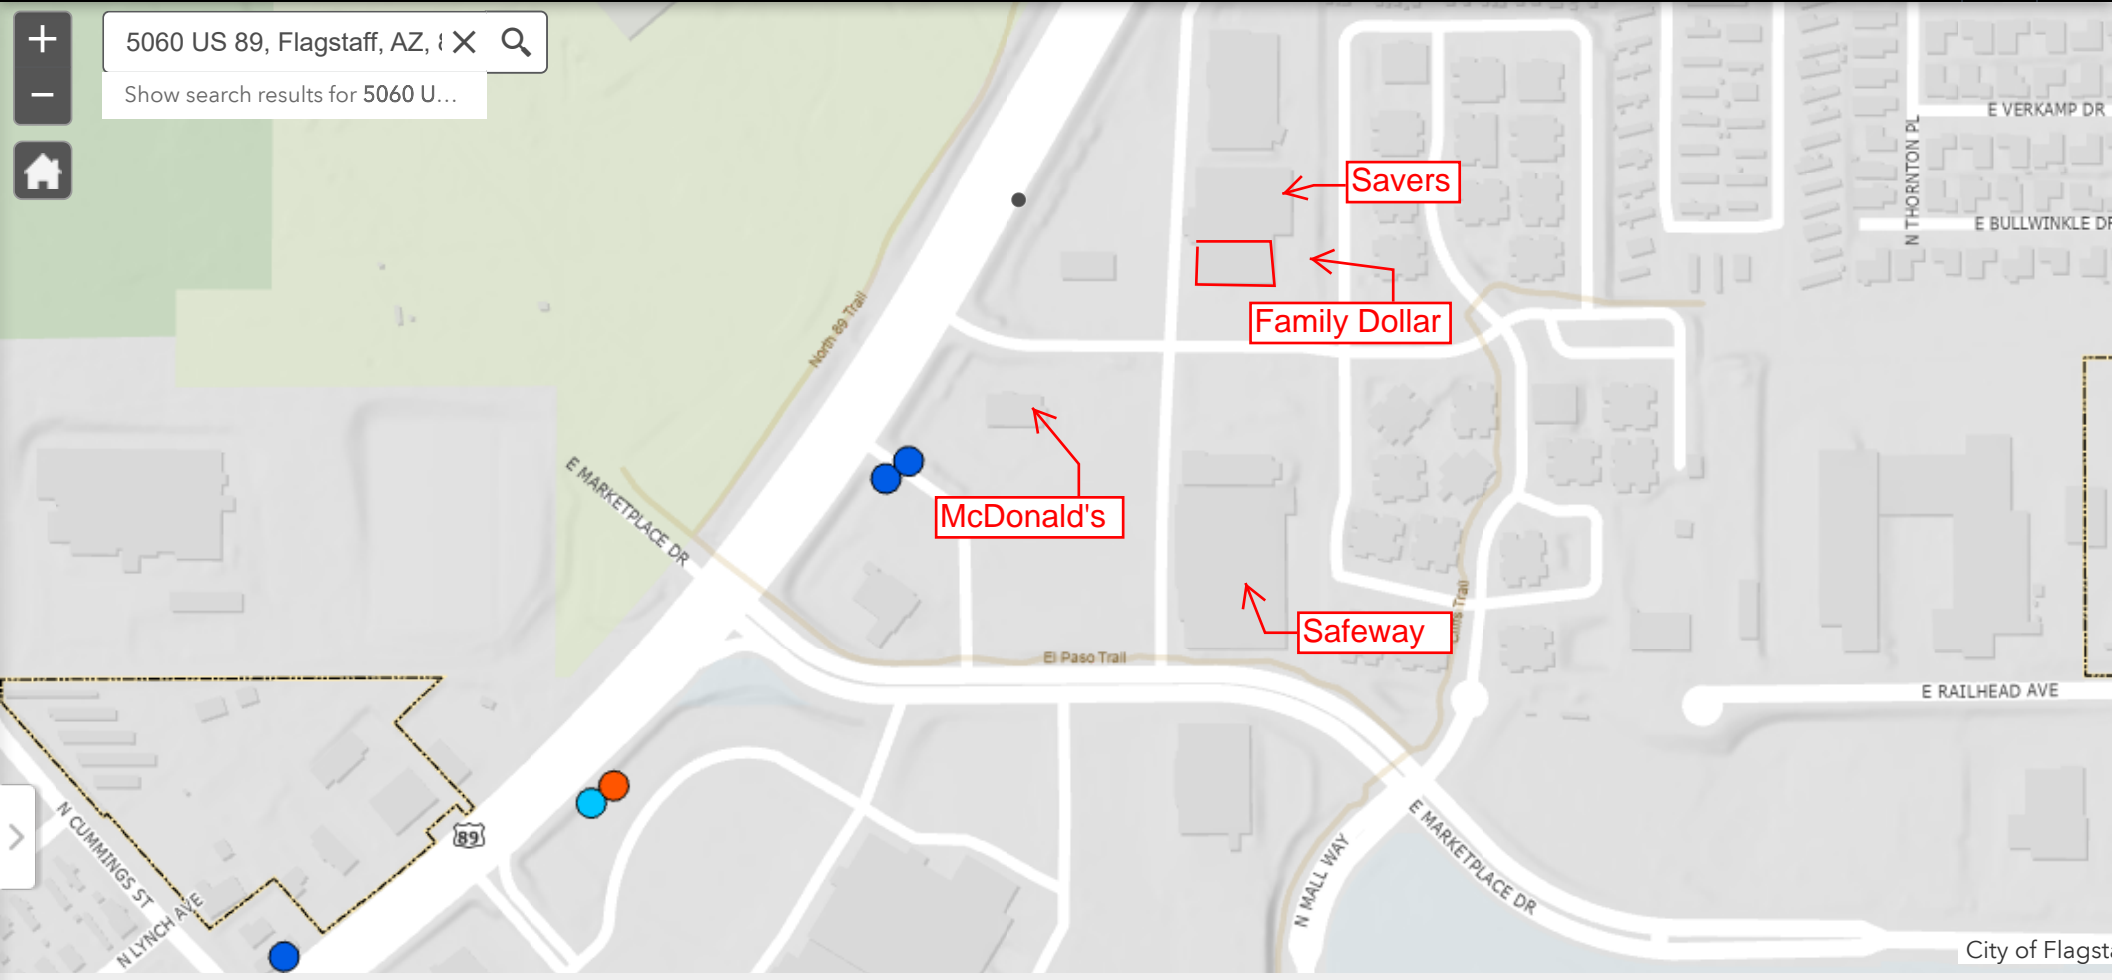 +
5060 US 89, Flagstaff, AZ,
Show search results for 5060 U...
−
E VERKAMP DR
N THORNTON PL
Savers
E BULLWINKLE DR
Family Dollar
North 89 Trail
E MARKETPLACE DR
McDonald's
Safeway
Trail
El Paso Trail
E RAILHEAD AVE
89
N CUMMINGS ST
E MARKETPLACE DR
N MALL WAY
N LYNCH AVE
City of Flagsta